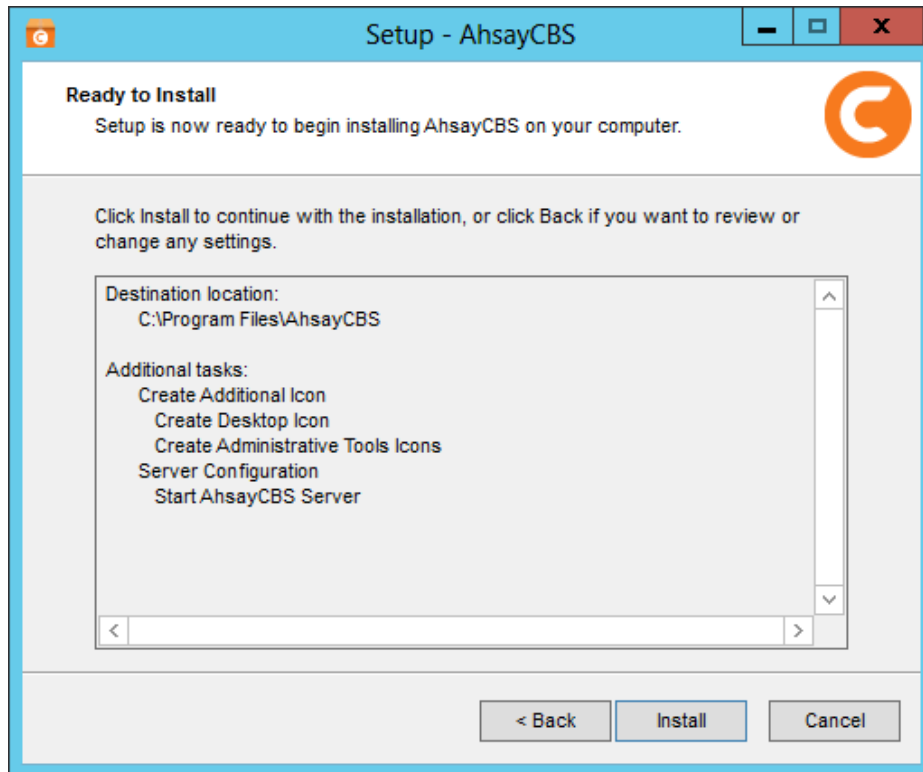 Setup - AhsayCBS
Ready to Install
Setup is now ready to begin installing AhsayCBS on your computer.
Click Install to continue with the installation, or click Back if you want to review or
change any settings.
Destination location:
C:\Program Files\AhsayCBS
Additional tasks:
Create Additional Icon
Create Desktop Icon
Create Administrative Tools Icons
Server Configuration
Start AhsayCBS Server
< Back
Install
Cancel